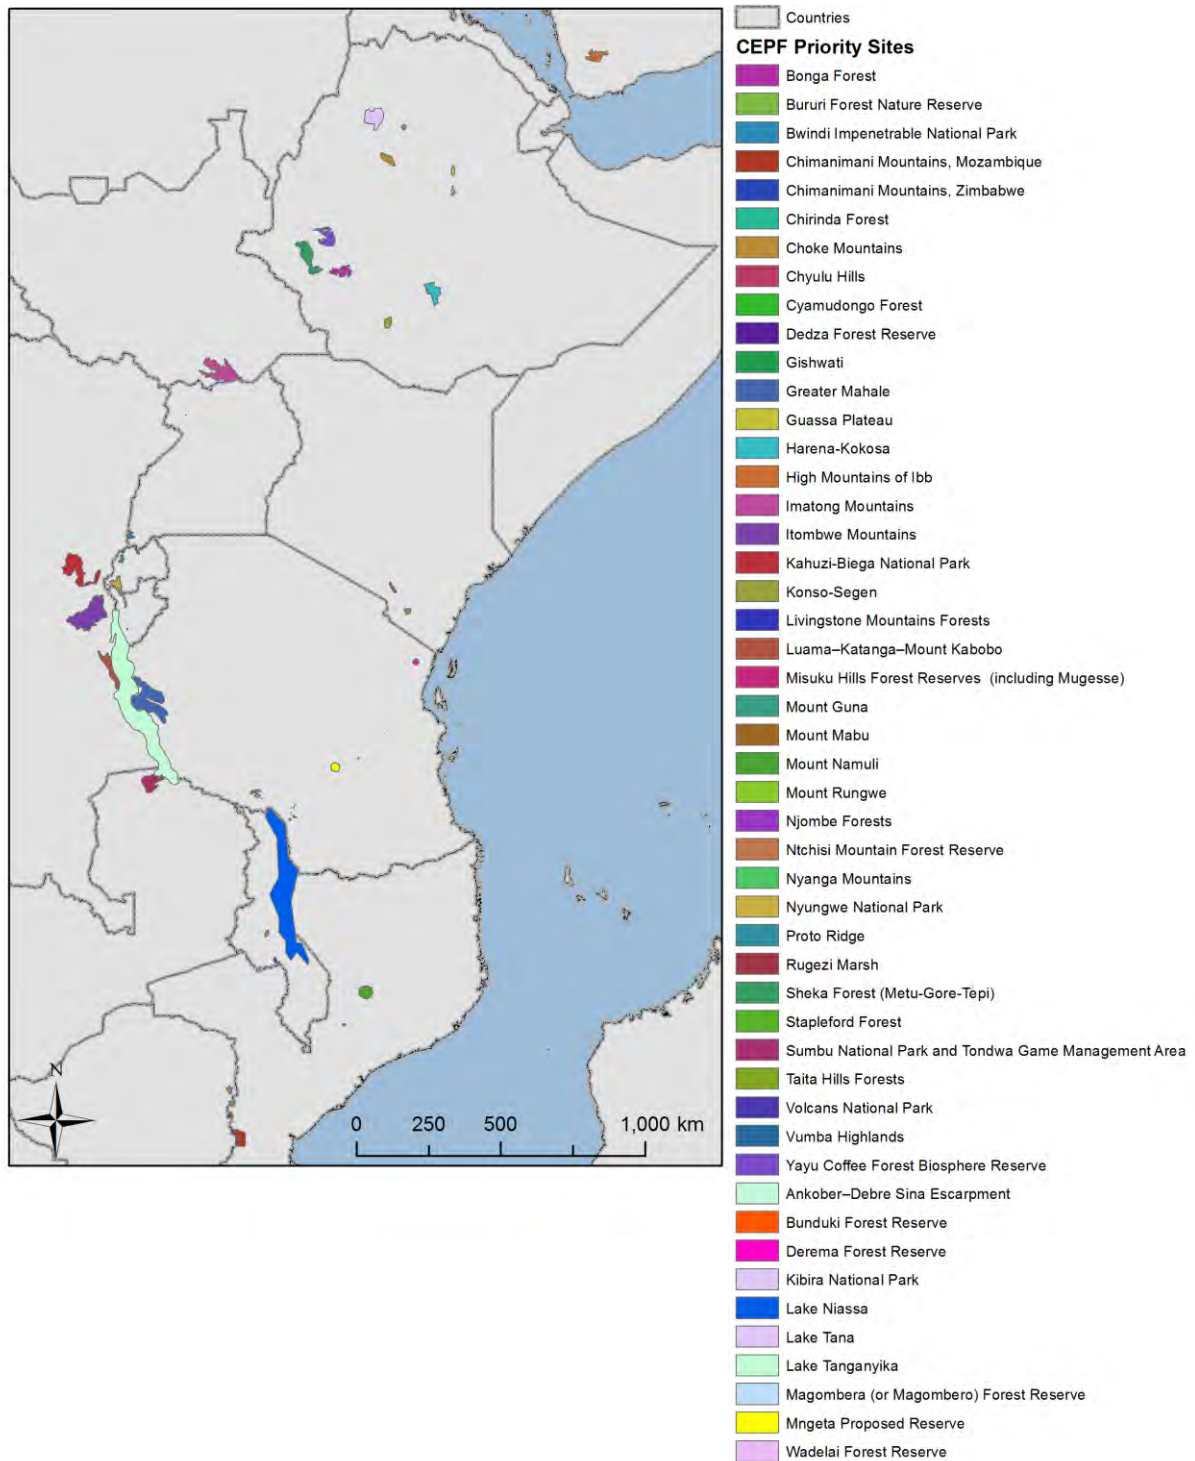 Countries
CEPF Priority Sites
Bonga Forest
Bururi Forest Nature Reserve
Bwindi Impenetrable National Park
Chimanimani Mountains, Mozambique
Chimanimani Mountains, Zimbabwe
Chirinda Forest
Choke Mountains
Chyulu Hills
Cyamudongo Forest
Dedza Forest Reserve
Gishwati
Greater Mahale
Guassa Plateau
Harena-Kokosa
High Mountains of Ibb
Imatong Mountains
Itombwe Mountains
Kahuzi-Biega National Park
Konso-Segen
Livingstone Mountains Forests
Luama–Katanga–Mount Kabobo
Misuku Hills Forest Reserves (including Mugesse)
Mount Guna
Mount Mabu
Mount Namuli
Mount Rungwe
Njombe Forests
Ntchisi Mountain Forest Reserve
Nyanga Mountains
Nyungwe National Park
Proto Ridge
Rugezi Marsh
Sheka Forest (Metu-Gore-Tepi)
Stapleford Forest
Sumbu National Park and Tondwa Game Management Area
Taita Hills Forests
Volcans National Park
Vumba Highlands
Yayu Coffee Forest Biosphere Reserve
Ankober–Debre Sina Escarpment
Bunduki Forest Reserve
Derema Forest Reserve
Kibira National Park
Lake Niassa
Lake Tana
Lake Tanganyika
Magombera (or Magombero) Forest Reserve
Mngeta Proposed Reserve
Wadelai Forest Reserve
N
0 250 500 1,000 km